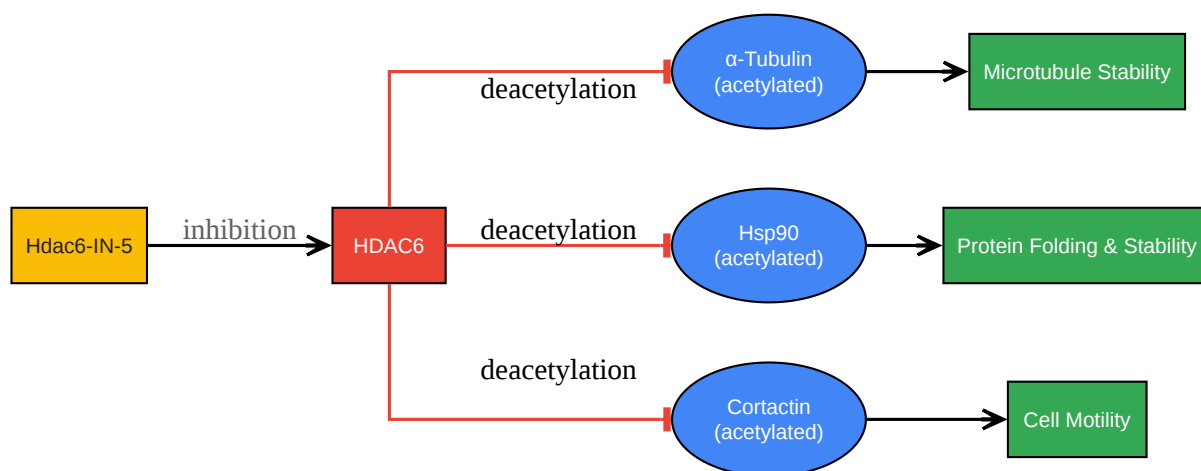 α-Tubulin
(acetylated)
Microtubule Stability
deacetylation
Hdac6-IN-5
inhibition
HDAC6
deacetylation
Hsp90
(acetylated)
Protein Folding & Stability
deacetylation
Cortactin
(acetylated)
Cell Motility